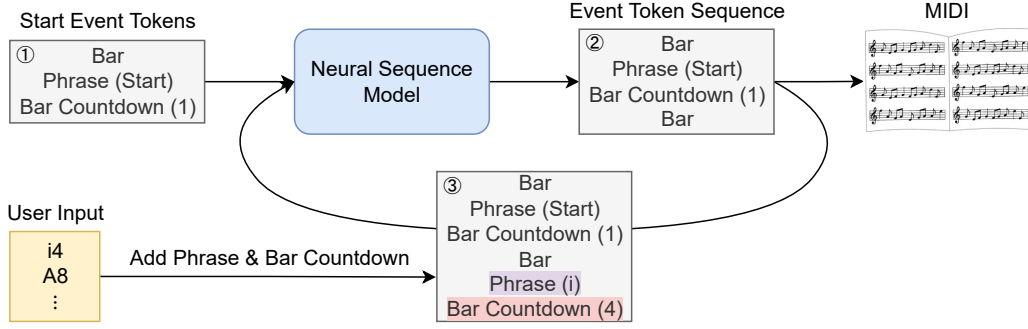 Start Event Tokens
①
Bar
Phrase (Start)
Bar Countdown (1)
Neural Sequence
Model
Event Token Sequence
②
Bar
Phrase (Start)
Bar Countdown (1)
Bar
MIDI
User Input
i4
A8
⋮
Add Phrase & Bar Countdown
③
Bar
Phrase (Start)
Bar Countdown (1)
Bar
Phrase (i)
Bar Countdown (4)